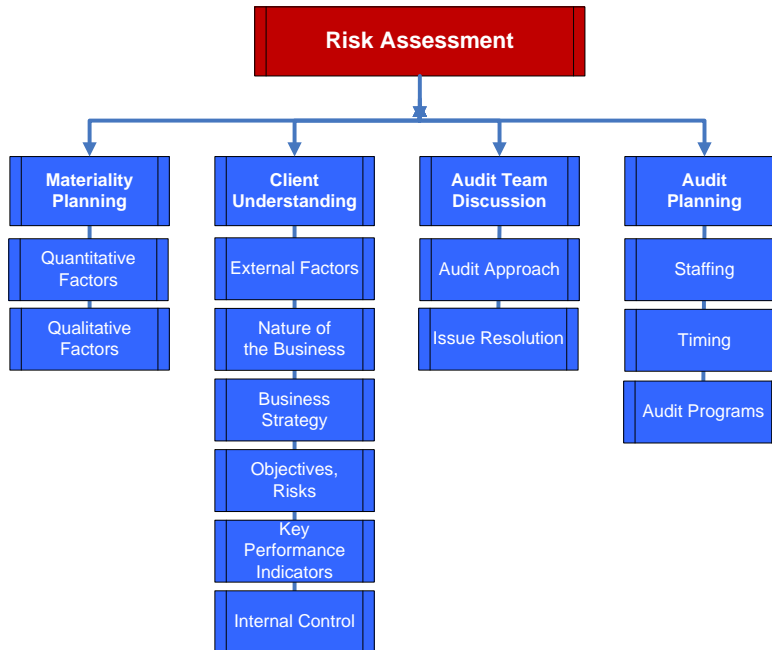 Risk Assessment
Materiality
Planning
Quantitative
Factors
Qualitative
Factors
Client
Understanding
External Factors
Nature of
the Business
Business
Strategy
Objectives,
Risks
Key
Performance
Indicators
Internal Control
Audit Team
Discussion
Audit Approach
Issue Resolution
Audit
Planning
Staffing
Timing
Audit Programs